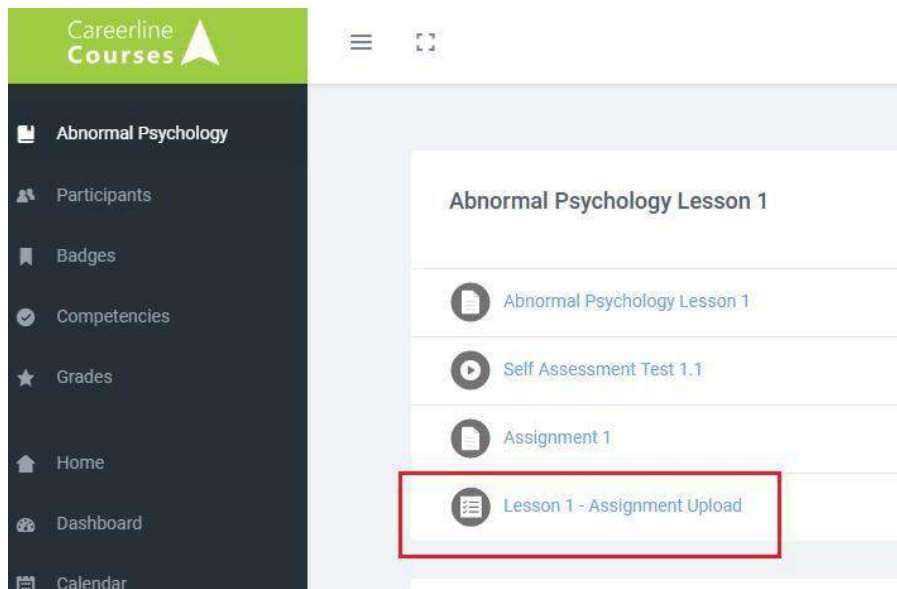 Careerline
Courses
Abnormal Psychology
Participants
Badges
Competencies
Grades
Home
Dashboard
Calendar
Abnormal Psychology Lesson 1
Abnormal Psychology Lesson 1
Self Assessment Test 1.1
Assignment 1
Lesson 1 - Assignment Upload